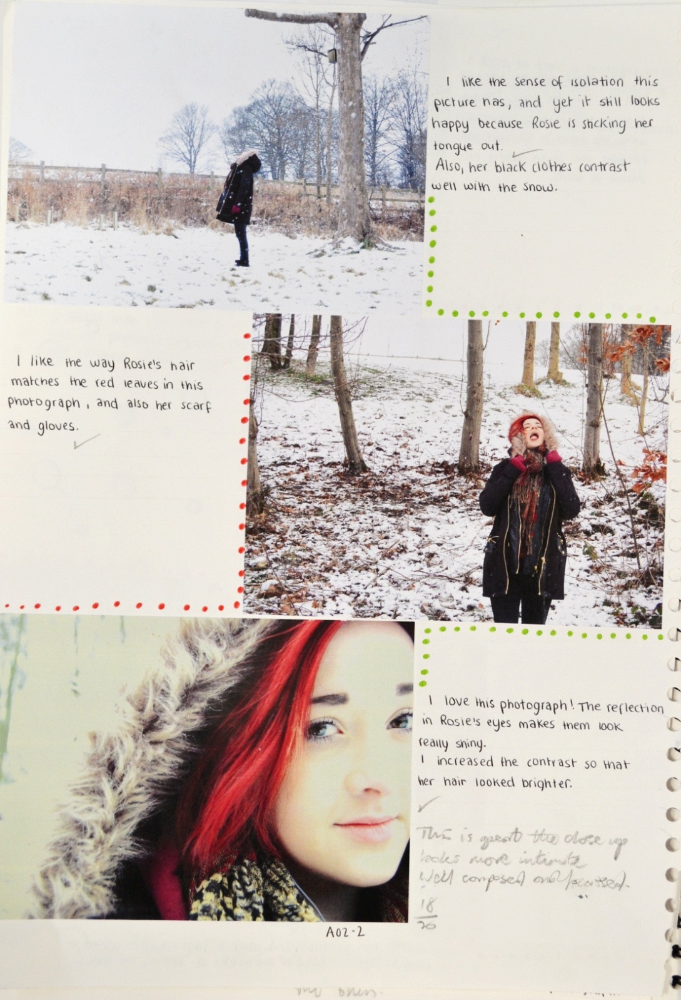 I like the sense of isolation this
picture has, and yet it still looks
happy because Rosie is sticking her
tongue out.
Also, her black clothes contrast
well with the snow.
I like the way Rosie's hair
matches the red leaves in this
photograph, and also her scarf
and gloves.
I love this photograph! The reflection
in Rosie's eyes makes them look
really shiny.
I increased the contrast so that
her hair looked brighter.
This is great the close up
looks more intimate
Well composed and focussed.
18
20
A02-2